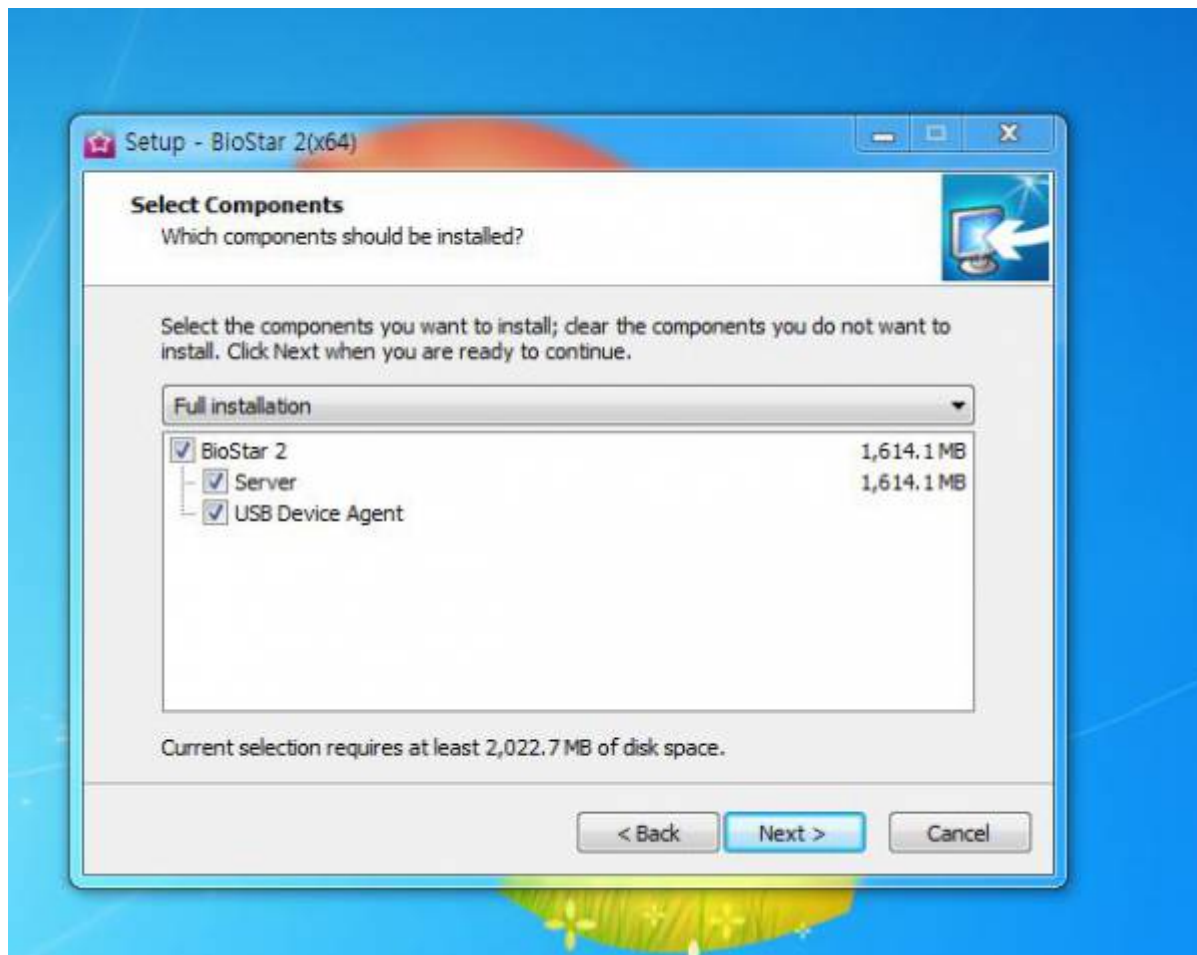 Setup - BioStar 2(x64)
Select Components
Which components should be installed?
Select the components you want to install; clear the components you do not want to
install. Click Next when you are ready to continue.
Full installation
BioStar 2 1,614.1 MB
Server 1,614.1 MB
USB Device Agent
Current selection requires at least 2,022.7 MB of disk space.
< Back Next > Cancel